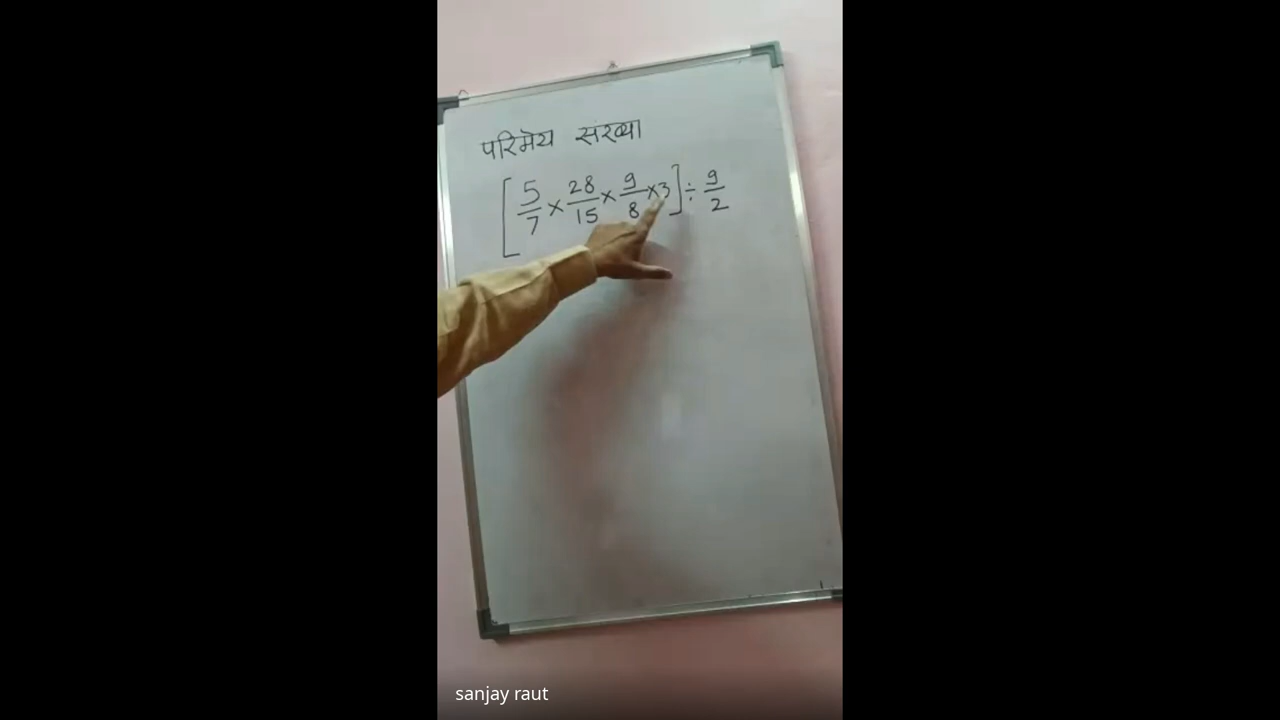 परिमेय संख्या
[5/7 × 28/15 × 9/8 × 3] ÷ 9/2
sanjay raut